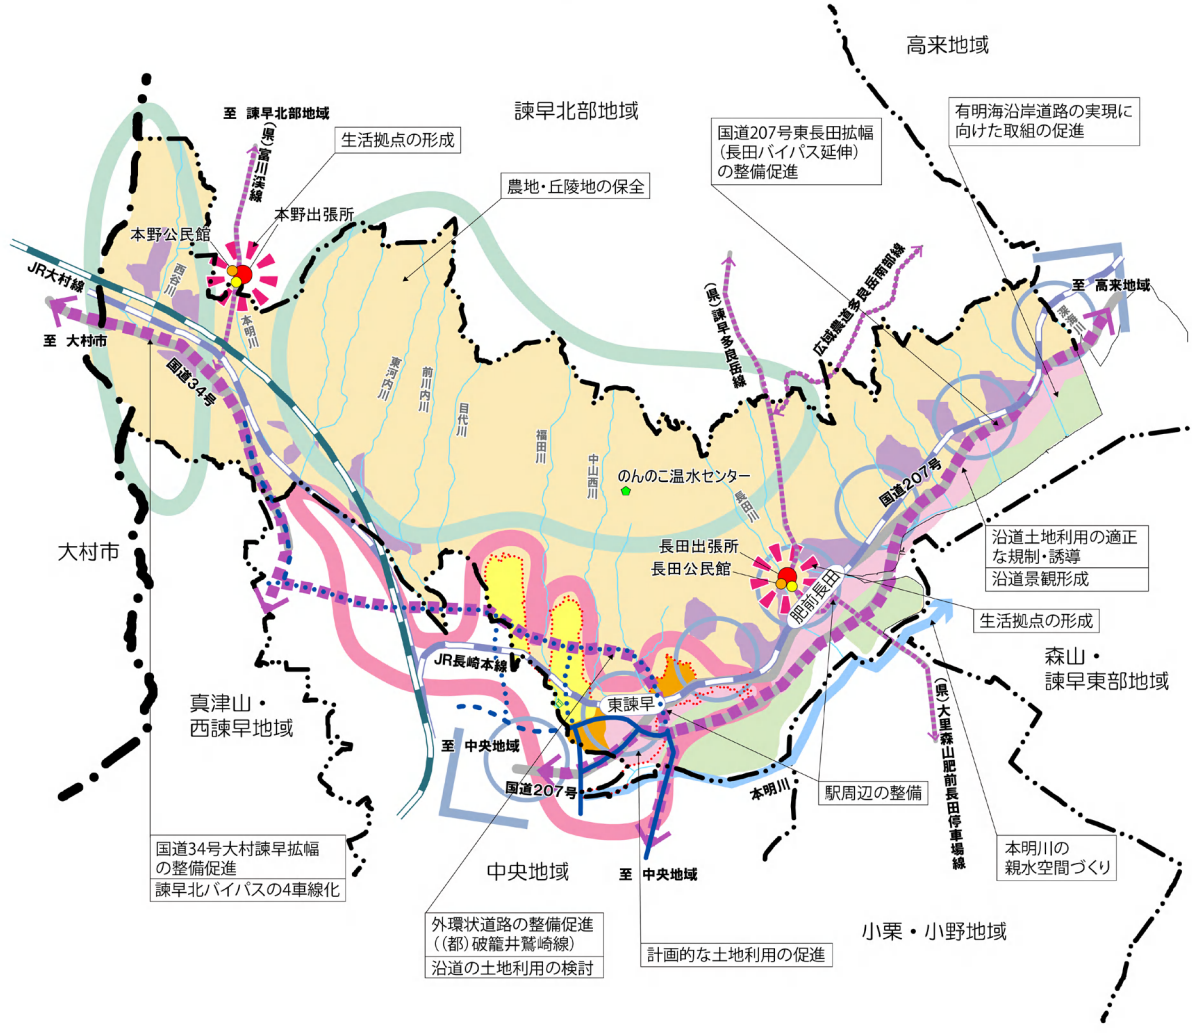 高来地域
諫早北部地域
至 諫早北部地域
(県)富川渓線
生活拠点の形成
国道207号東長田拡幅
(長田バイパス延伸)
の整備促進
有明海沿岸道路の実現に
向けた取組の促進
農地・丘陵地の保全
本野出張所
本野公民館
西谷川
JR大村線
至 大村市
国道34号
本明川
東河内川
前川内川
目代川
福田川
中山西川
長田川
(県)諫早多良岳線
広域農道多良岳南部線
至 高来地域
深海川
のんのこ温水センター
国道207号
長田出張所
長田公民館
肥前長田
沿道土地利用の適正
な規制・誘導
沿道景観形成
生活拠点の形成
大村市
真津山・
西諫早地域
JR長崎本線
東諫早
森山・
諫早東部地域
(県)大里森山肥前長田停車場線
至 中央地域
国道207号
本明川
駅周辺の整備
国道34号大村諫早拡幅
の整備促進
諫早北バイパスの4車線化
中央地域
至 中央地域
本明川の
親水空間づくり
外環状道路の整備促進
((都)破籠井鷲崎線)
沿道の土地利用の検討
計画的な土地利用の促進
小栗・小野地域